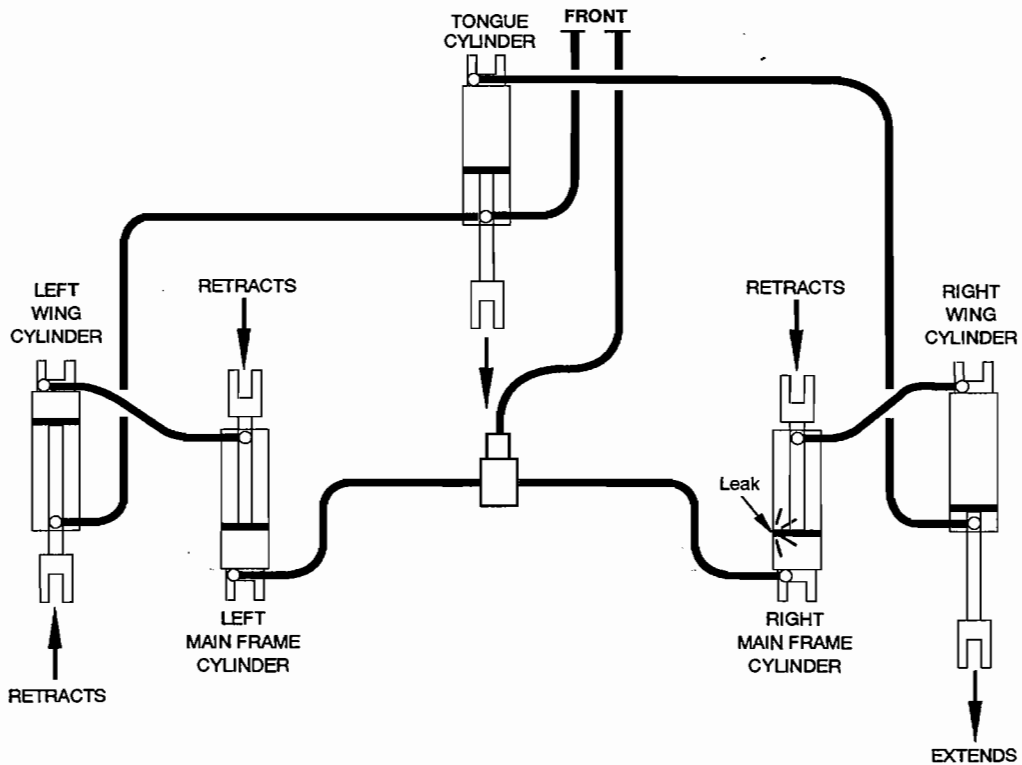 TONGUE
CYLINDER
FRONT
LEFT
WING
CYLINDER
RETRACTS
RETRACTS
RIGHT
WING
CYLINDER
Leak
LEFT
MAIN FRAME
CYLINDER
RIGHT
MAIN FRAME
CYLINDER
RETRACTS
EXTENDS